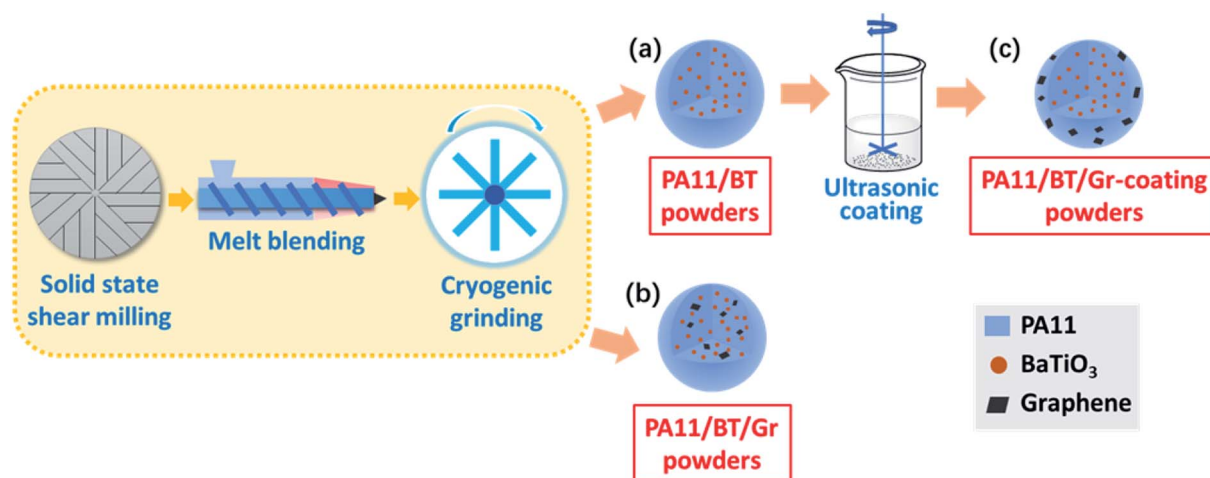 Solid state
shear milling
Melt blending
Cryogenic
grinding
(a)
PA11/BT
powders
Ultrasonic
coating
(c)
PA11/BT/Gr-coating
powders
(b)
PA11/BT/Gr
powders
PA11
BaTiO₃
Graphene